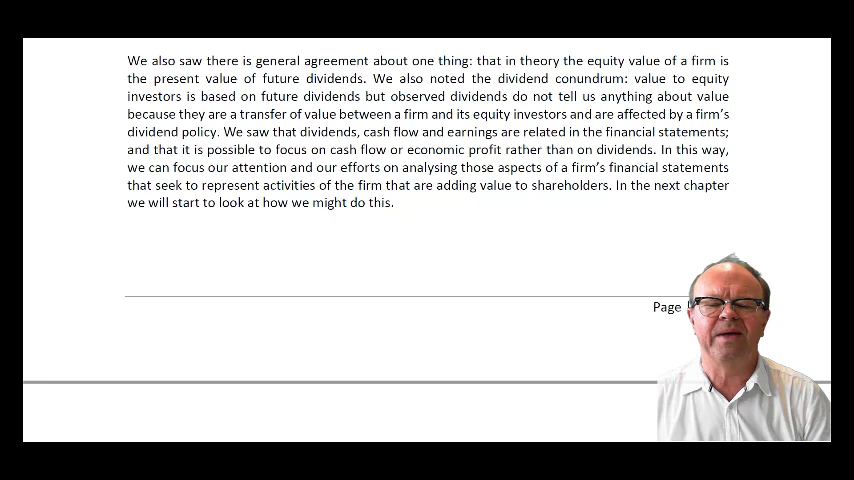 We also saw there is general agreement about one thing: that in theory the equity value of a firm is
the present value of future dividends. We also noted the dividend conundrum: value to equity
investors is based on future dividends but observed dividends do not tell us anything about value
because they are a transfer of value between a firm and its equity investors and are affected by a firm’s
dividend policy. We saw that dividends, cash flow and earnings are related in the financial statements;
and that it is possible to focus on cash flow or economic profit rather than on dividends. In this way,
we can focus our attention and our efforts on analysing those aspects of a firm’s financial statements
that seek to represent activities of the firm that are adding value to shareholders. In the next chapter
we will start to look at how we might do this.
Page